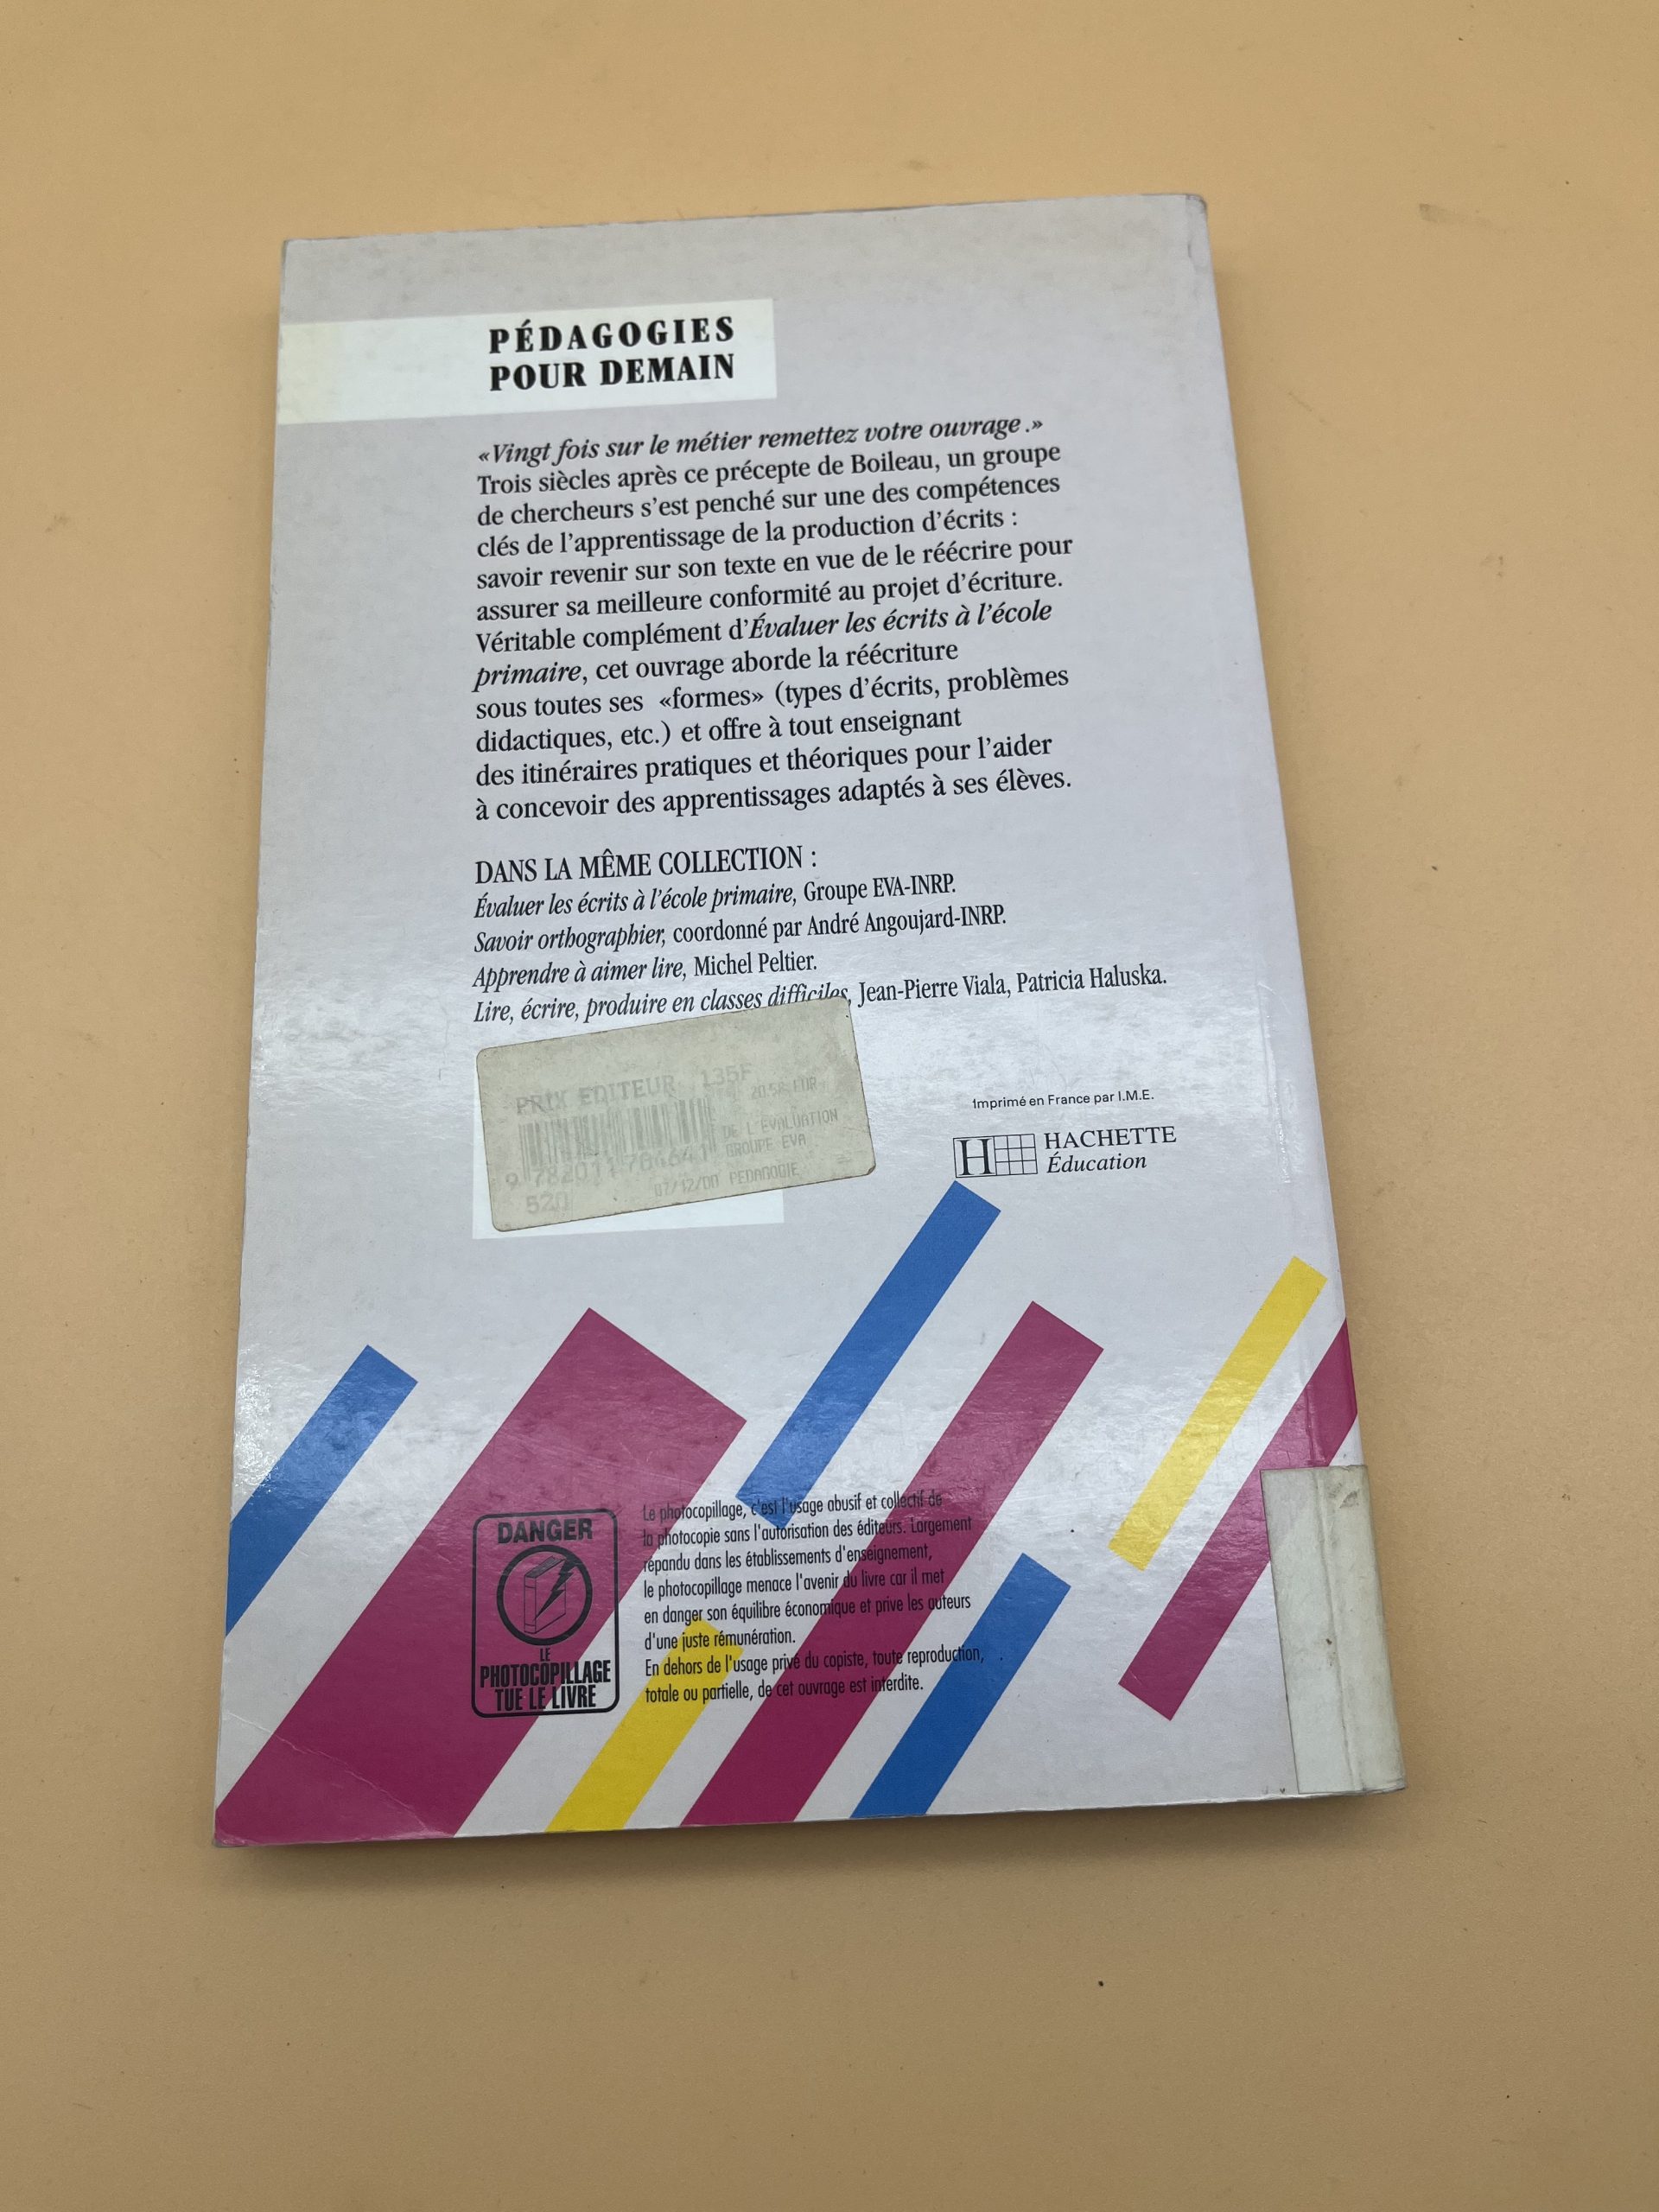 PÉDAGOGIES
POUR DEMAIN
«Vingt fois sur le métier remettez votre ouvrage.»
Trois siècles après ce précepte de Boileau, un groupe
de chercheurs s'est penché sur une des compétences
clés de l'apprentissage de la production d'écrits :
savoir revenir sur son texte en vue de le réécrire pour
assurer sa meilleure conformité au projet d'écriture.
Véritable complément d'Évaluer les écrits à l'école
primaire, cet ouvrage aborde la réécriture
sous toutes ses «formes» (types d'écrits, problèmes
didactiques, etc.) et offre à tout enseignant
des itinéraires pratiques et théoriques pour l'aider
à concevoir des apprentissages adaptés à ses élèves.
DANS LA MÊME COLLECTION :
Évaluer les écrits à l'école primaire, Groupe EVA-INRP.
Savoir orthographier, coordonné par André Angoujard-INRP.
Apprendre à aimer lire, Michel Peltier.
Lire, écrire, produire en classes difficiles, Jean-Pierre Viala, Patricia Haluska.
PRIX EDITEUR 135F
20.58 EUR
DE L'EVALUATION
GROUPE EVA
07/12/00 PEDAGOGIE
520
Imprimé en France par I.M.E.
H HACHETTE
Éducation
DANGER
LE
PHOTOCOPILLAGE
TUE LE LIVRE
Le photocopillage, c'est l'usage abusif et collectif de
la photocopie sans l'autorisation des éditeurs. Largement
répandu dans les établissements d'enseignement,
le photocopillage menace l'avenir du livre car il met
en danger son équilibre économique et prive les auteurs
d'une juste rémunération.
En dehors de l'usage privé du copiste, toute reproduction,
totale ou partielle, de cet ouvrage est interdite.